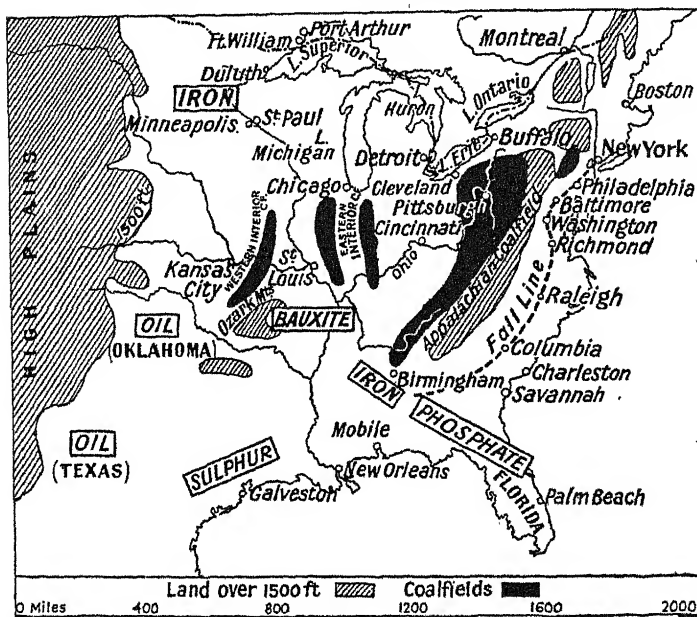 Port Arthur
Ft. William
Montreal
L. Superior
Duluth
IRON
L. Ontario
Boston
St Paul
Huron
Minneapolis
L.
Michigan
Buffalo
Detroit
L. Erie
New York
Chicago
Cleveland
Philadelphia
Pittsburgh
Baltimore
Cincinnati
Washington
Richmond
HIGH PLAINS
1500 ft
WESTERN INTERIOR CF.
EASTERN INTERIOR CF.
Kansas
City
St
Louis
Ohio
Appalachian Coalfield
Ozark Mts
BAUXITE
Fall Line
Raleigh
OIL
(OKLAHOMA)
Columbia
IRON
Birmingham
Charleston
Savannah
PHOSPHATE
OIL
(TEXAS)
Mobile
SULPHUR
New Orleans
Galveston
FLORIDA
Palm Beach
Land over 1500 ft
Coalfields
0 Miles 400 800 1200 1600 2000